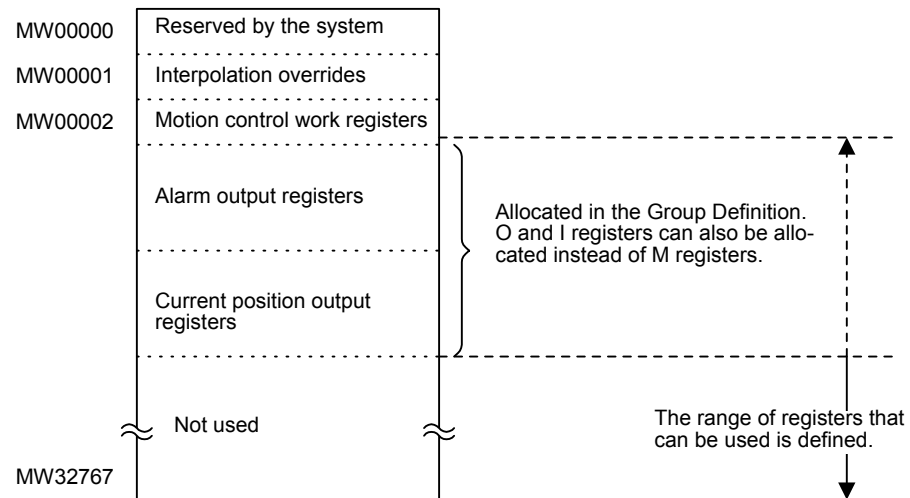 MW00000 Reserved by the system
MW00001 Interpolation overrides
MW00002 Motion control work registers
Alarm output registers
Allocated in the Group Definition.
O and I registers can also be allo-
cated instead of M registers.
Current position output
registers
Not used
The range of registers that
can be used is defined.
MW32767